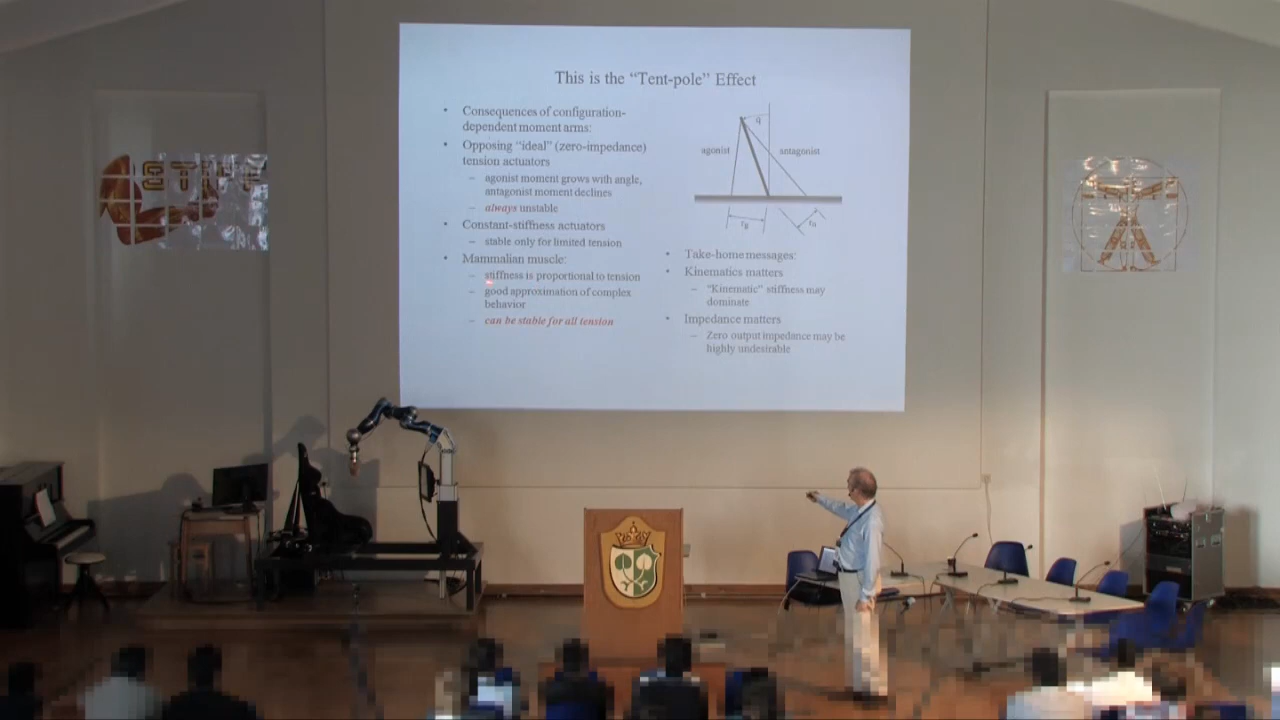 This is the “Tent-pole” Effect
• Consequences of configuration-
dependent moment arms:
• Opposing “ideal” (zero-impedance)
tension actuators
– agonist moment grows with angle,
antagonist moment declines
– always unstable
• Constant-stiffness actuators
– stable only for limited tension
• Mammalian muscle:
– stiffness is proportional to tension
– good approximation of complex
behavior
– can be stable for all tension
q
agonist
antagonist
• Take-home messages:
• Kinematics matters
– “Kinematic” stiffness may
dominate
• Impedance matters
– Zero output impedance may be
highly undesirable